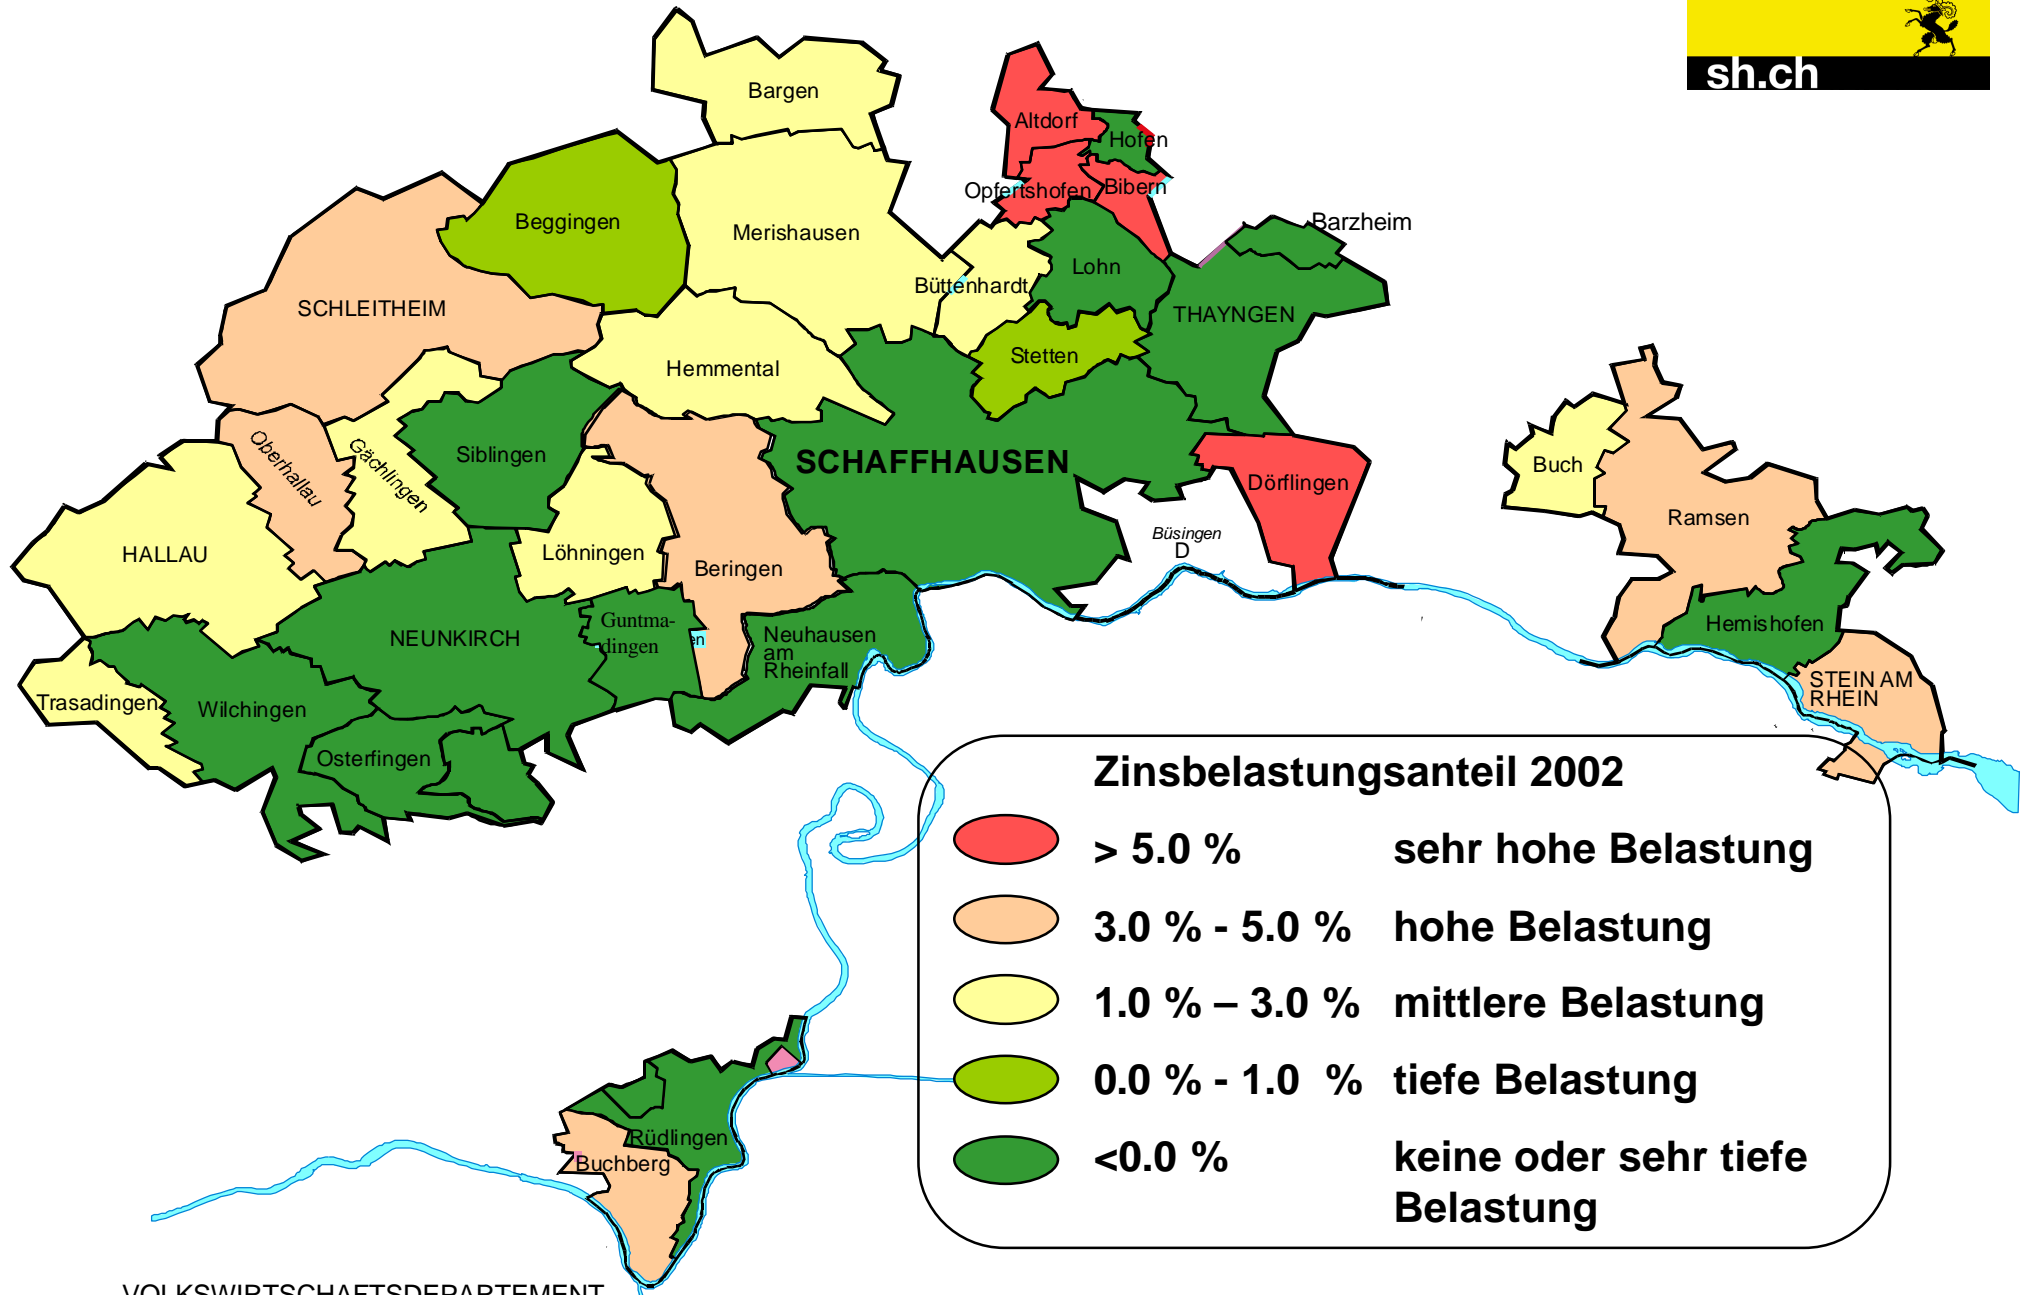 sh.ch
Bargen
Altdorf
Hofen
Opfertshofen
Bibern
Beggingen
Merishausen
Barzheim
Lohn
Büttenhardt
SCHLEITHEIM
THAYNGEN
Stetten
Hemmental
Oberhallau
Gächlingen
Siblingen
SCHAFFHAUSEN
Dörflingen
Buch
Ramsen
HALLAU
Löhningen
Beringen
Büsingen
D
Guntma-
dingen
en
NEUNKIRCH
Neuhausen
am
Rheinfall
Hemishofen
STEIN AM
RHEIN
Trasadingen
Wilchingen
Osterfingen
Zinsbelastungsanteil 2002
> 5.0 % sehr hohe Belastung
3.0 % - 5.0 % hohe Belastung
1.0 % – 3.0 % mittlere Belastung
0.0 % - 1.0 % tiefe Belastung
<0.0 % keine oder sehr tiefe
Belastung
Rüdlingen
Buchberg
VOLKSWIRTSCHAFTSDEPARTEMENT